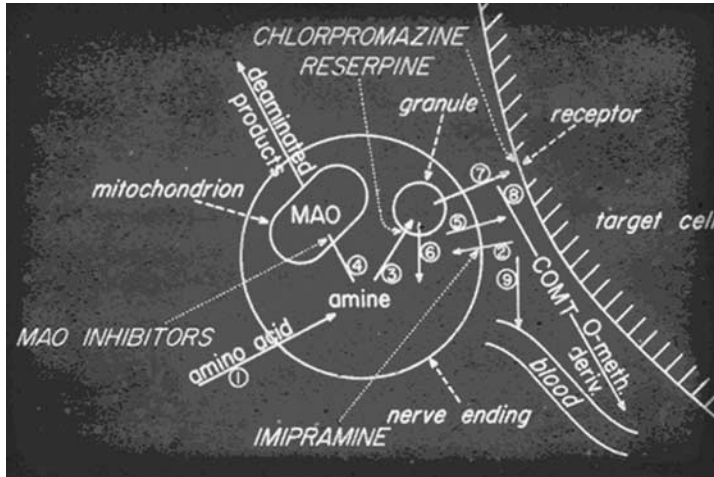 CHLORPROMAZINE
RESERPINE
granule
receptor
deaminated
products
mitochondrion
MAO
⑦
⑧
⑤
②
⑥
③
④
⑨
target cell
amine
MAO INHIBITORS
amino acid
①
COMT
O-meth.
deriv.
blood
nerve ending
IMIPRAMINE